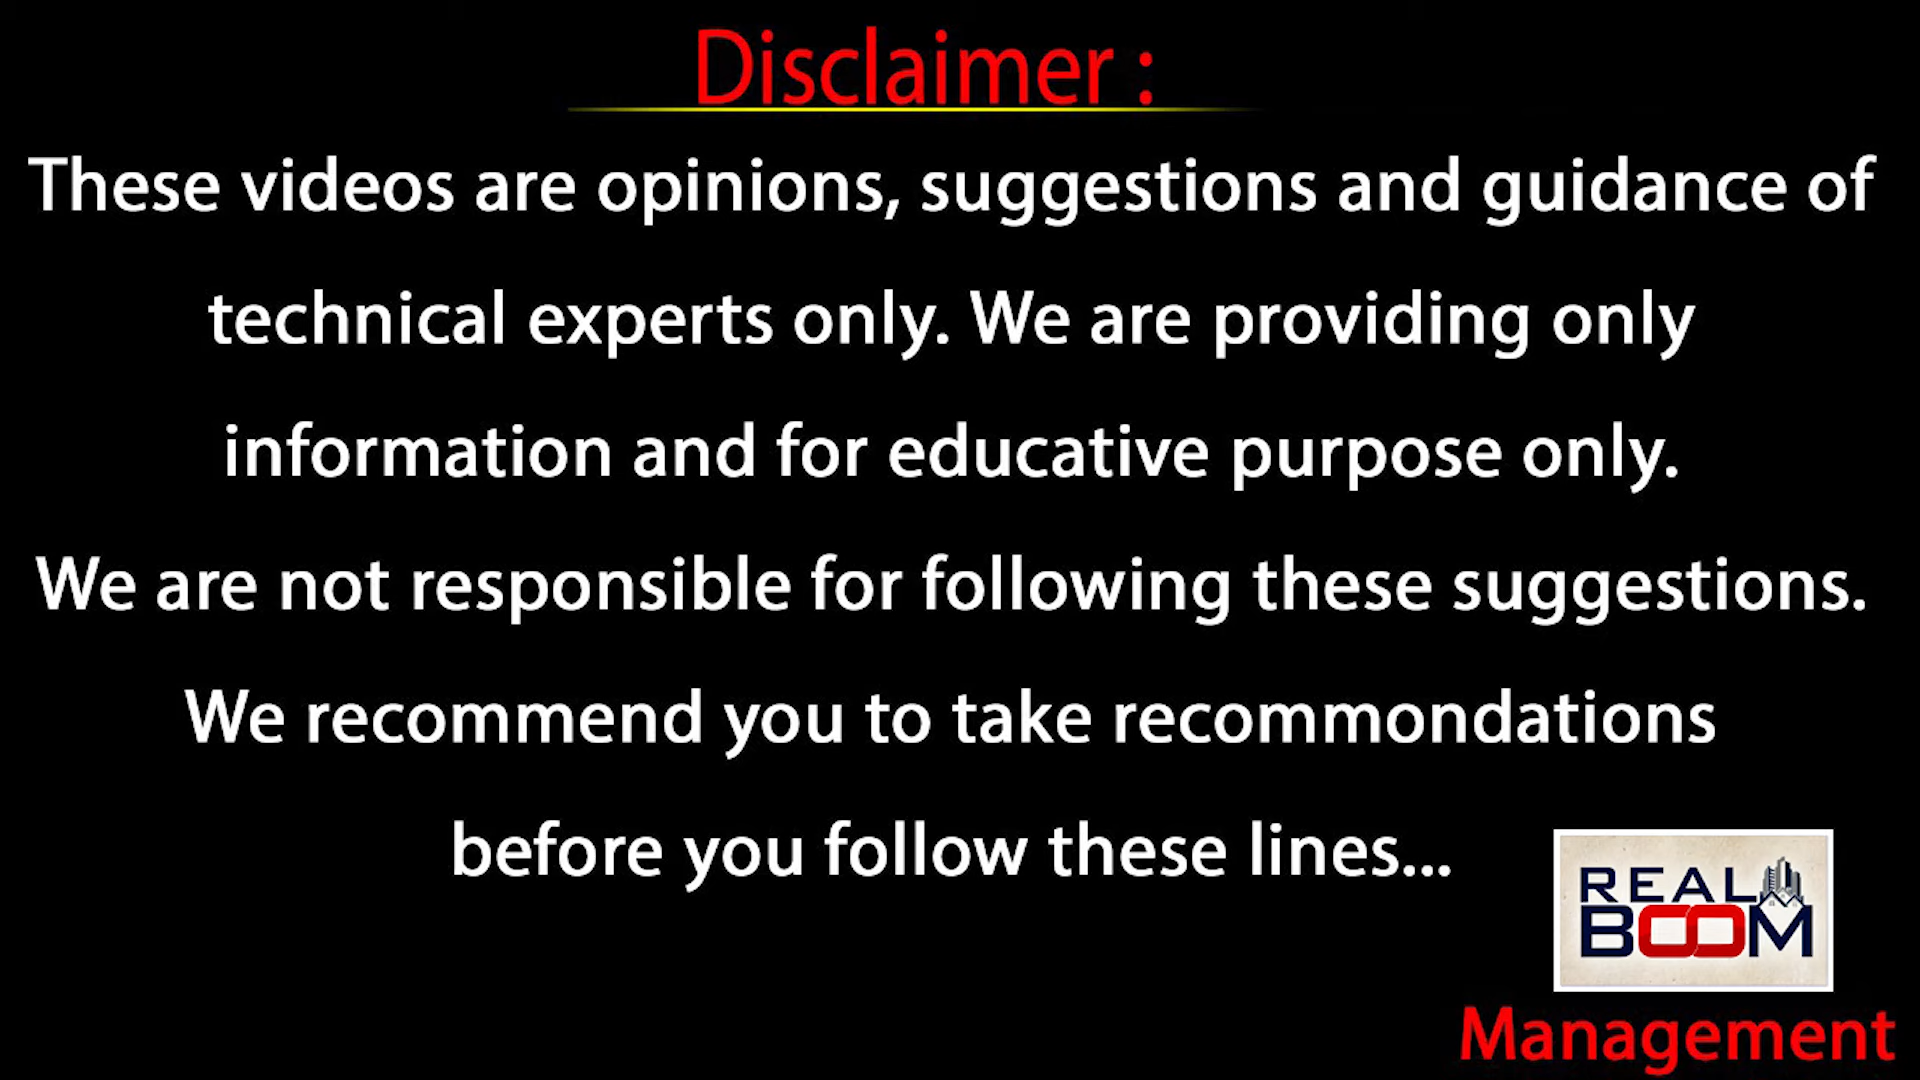 Disclaimer :
These videos are opinions, suggestions and guidance of
technical experts only. We are providing only
information and for educative purpose only.
We are not responsible for following these suggestions.
We recommend you to take recommondations
before you follow these lines...
REAL
BOOM
Management